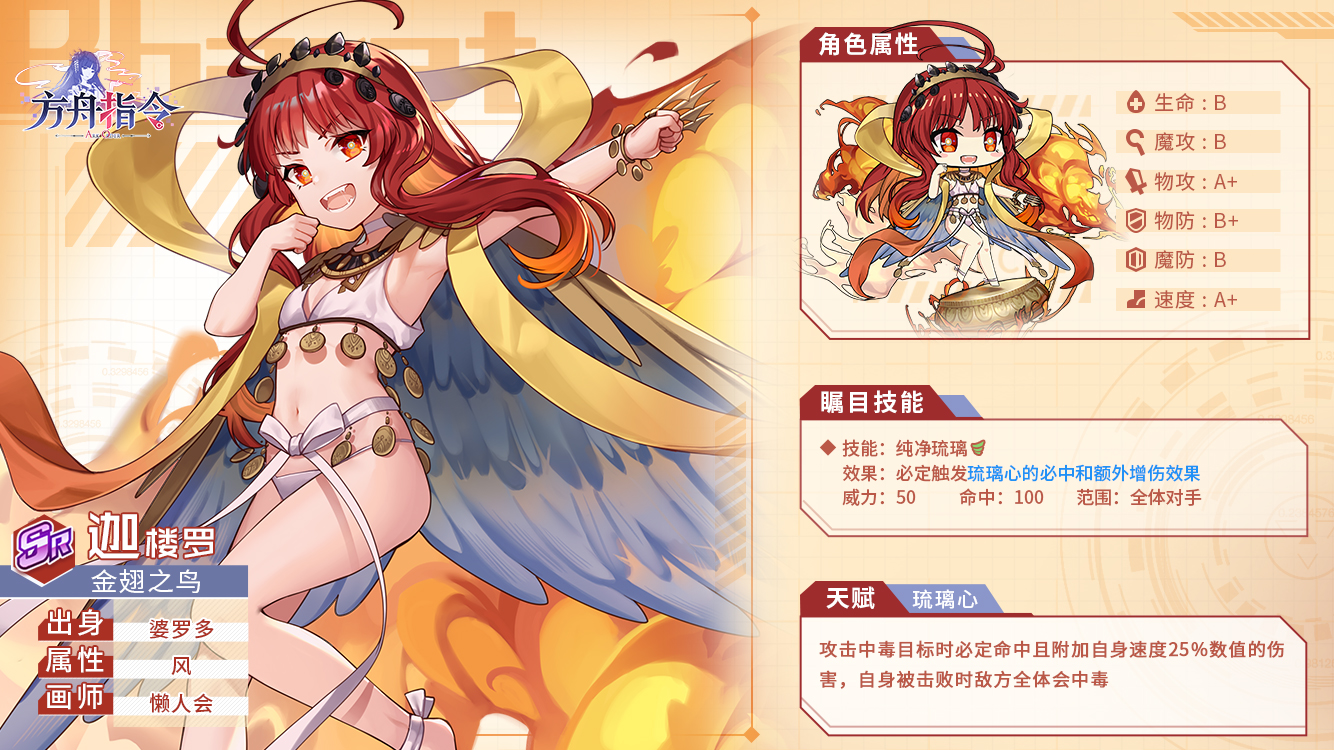 方舟指令
SR
迦楼罗
金翅之鸟
出身 婆罗多
属性 风
画师 懒人会
角色属性
生命：B
魔攻：B
物攻：A+
物防：B+
魔防：B
速度：A+
瞩目技能
◆ 技能：纯净琉璃
效果：必定触发琉璃心的必中和额外增伤效果
威力：50 命中：100 范围：全体对手
天赋 琉璃心
攻击中毒目标时必定命中且附加自身速度25%数值的伤
害，自身被击败时敌方全体会中毒